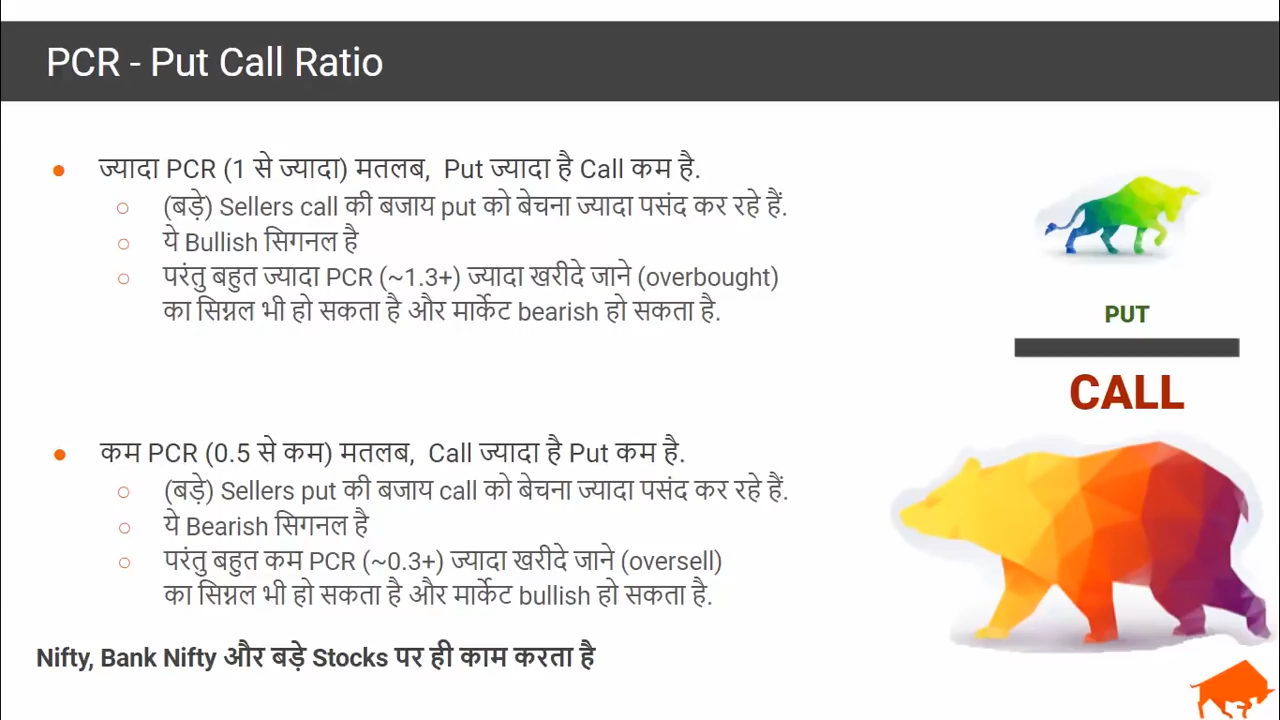 PCR - Put Call Ratio
ज्यादा PCR (1 से ज्यादा) मतलब, Put ज्यादा है Call कम है.
(बड़े) Sellers call की बजाय put को बेचना ज्यादा पसंद कर रहे हैं.
ये Bullish सिगनल है
परंतु बहुत ज्यादा PCR (~1.3+) ज्यादा खरीदे जाने (overbought)
का सिग्नल भी हो सकता है और मार्केट bearish हो सकता है.
PUT
CALL
कम PCR (0.5 से कम) मतलब, Call ज्यादा है Put कम है.
(बड़े) Sellers put की बजाय call को बेचना ज्यादा पसंद कर रहे हैं.
ये Bearish सिगनल है
परंतु बहुत कम PCR (~0.3+) ज्यादा खरीदे जाने (oversell)
का सिग्नल भी हो सकता है और मार्केट bullish हो सकता है.
Nifty, Bank Nifty और बड़े Stocks पर ही काम करता है